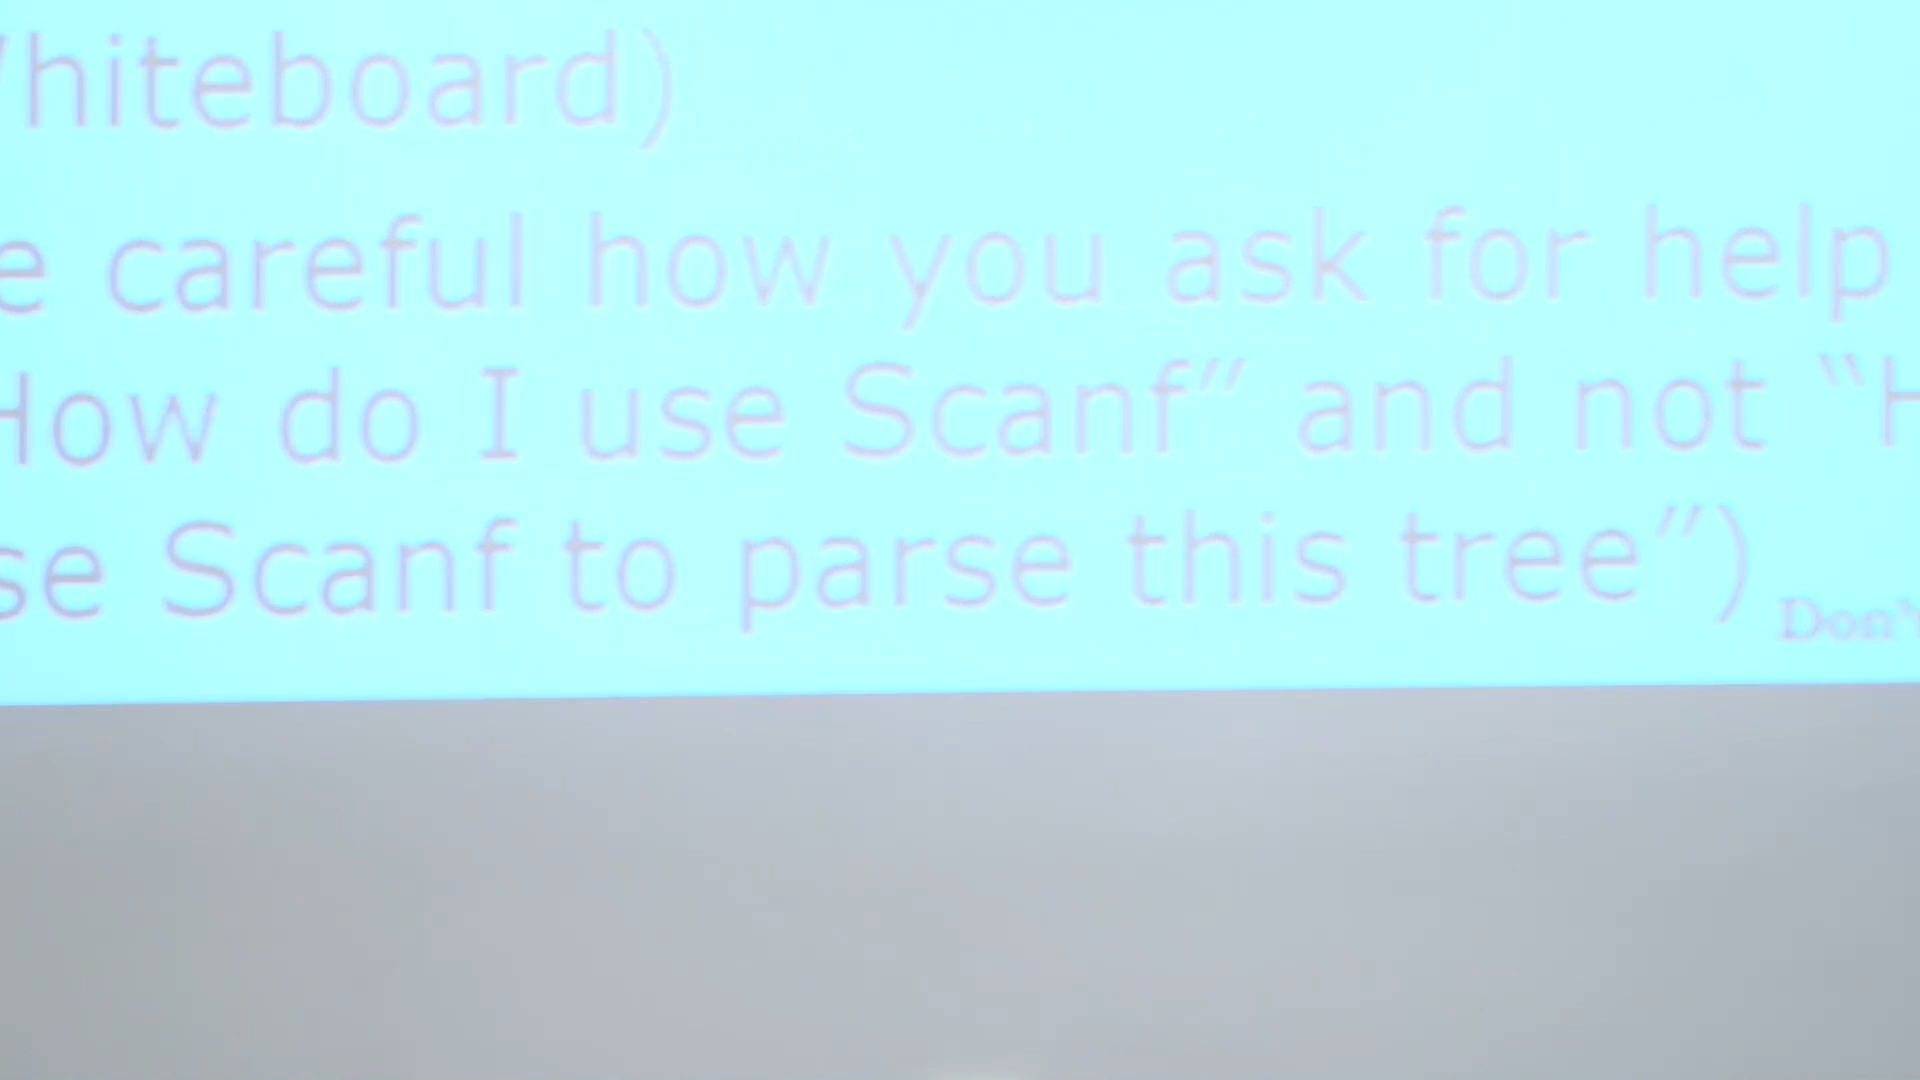 hiteboard)
e careful how you ask for help
How do I use Scanf” and not “H
se Scanf to parse this tree”)
Don't